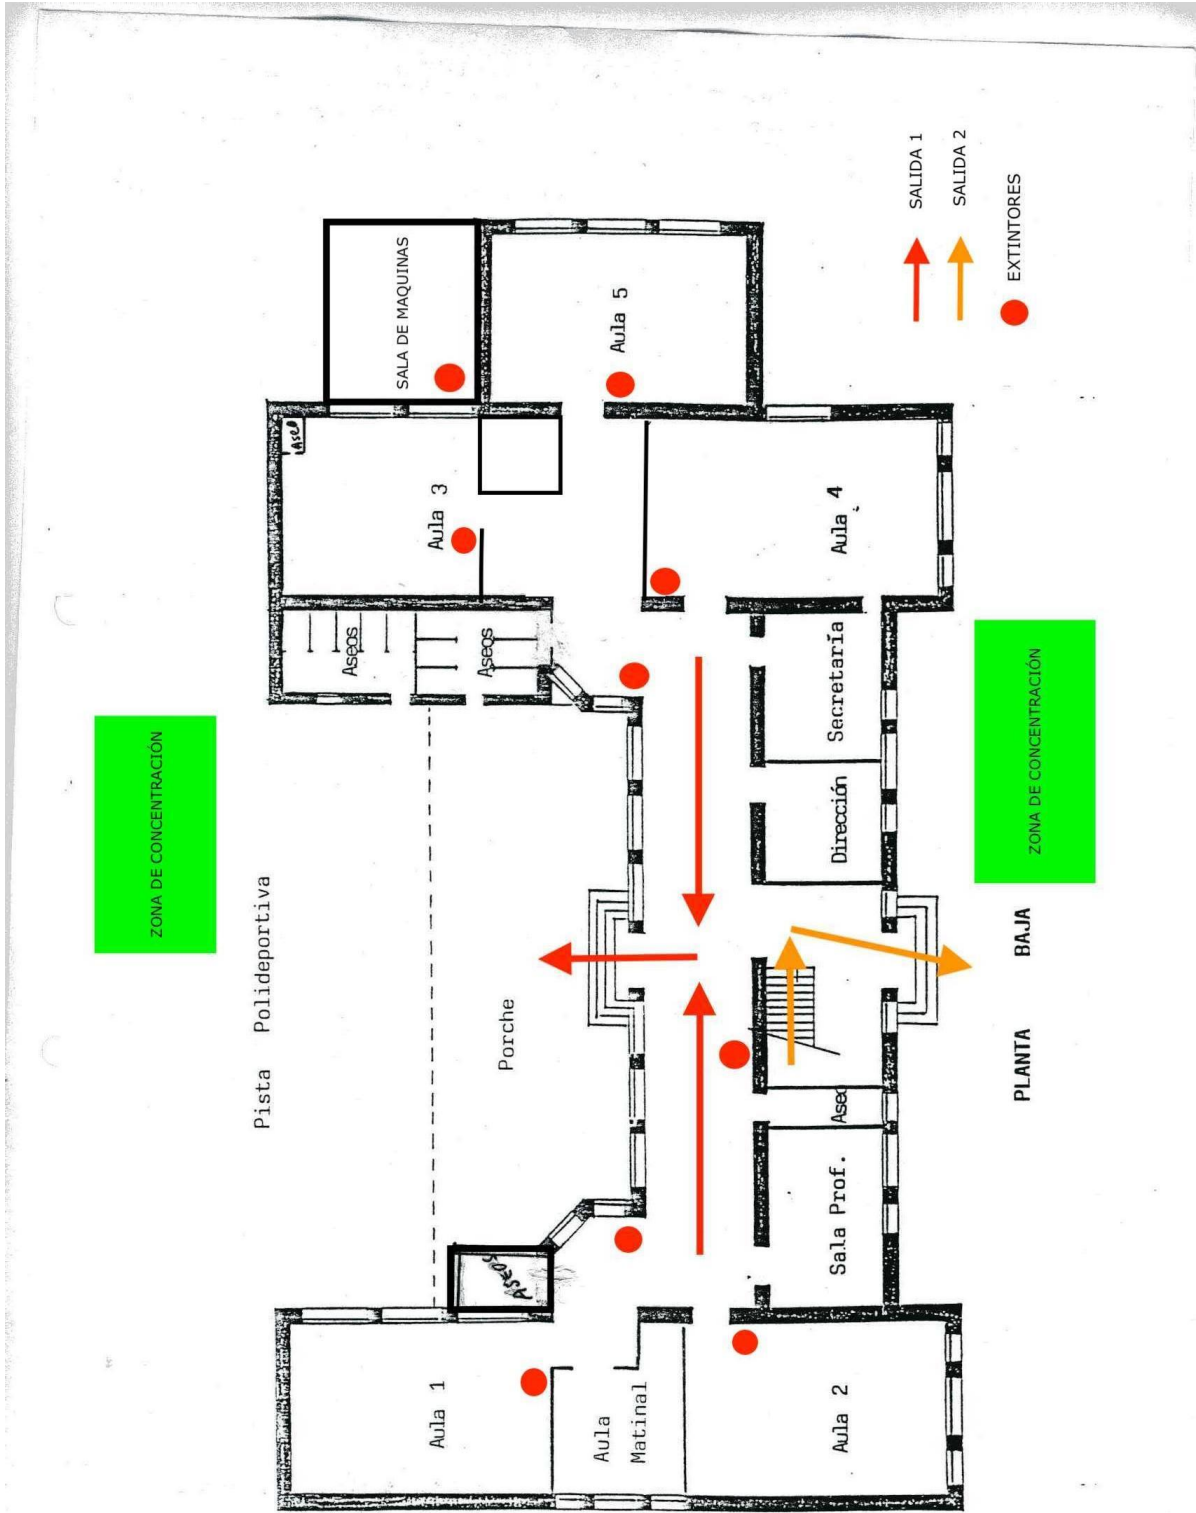 SALIDA 1
SALIDA 2
EXTINTORES
SALA DE MAQUINAS
Aula 5
Aseo
Aula 3
Aula 4
Aseos
Aseos
Secretaría
Dirección
ZONA DE CONCENTRACIÓN
ZONA DE CONCENTRACIÓN
Pista Polideportiva
Porche
PLANTA BAJA
Aseo
Sala Prof.
ASEOS
Aula 1
Aula
Matinal
Aula 2